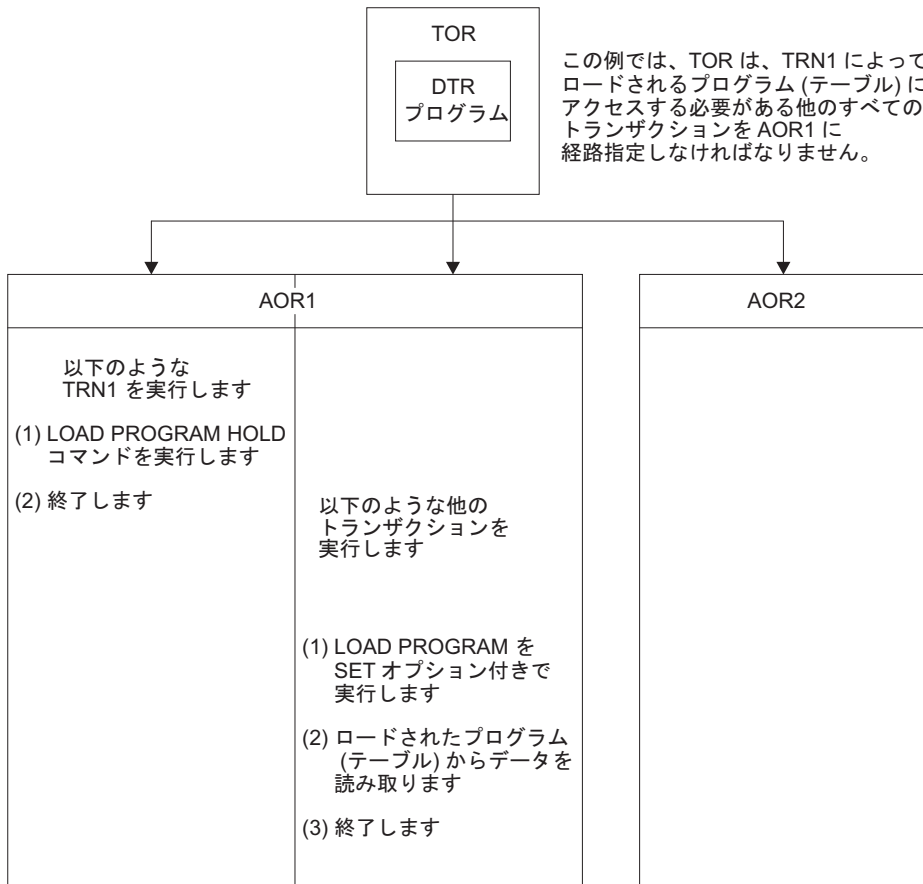 TOR
DTR
プログラム
この例では、TOR は、TRN1 によって
ロードされるプログラム (テーブル) に
アクセスする必要がある他のすべての
トランザクションを AOR1 に
経路指定しなければなりません。
AOR1
AOR2
以下のような
TRN1 を実行します
(1) LOAD PROGRAM HOLD
コマンドを実行します
(2) 終了します
以下のような他の
トランザクションを
実行します
(1) LOAD PROGRAM を
SET オプション付きで
実行します
(2) ロードされたプログラム
(テーブル) からデータを
読み取ります
(3) 終了します